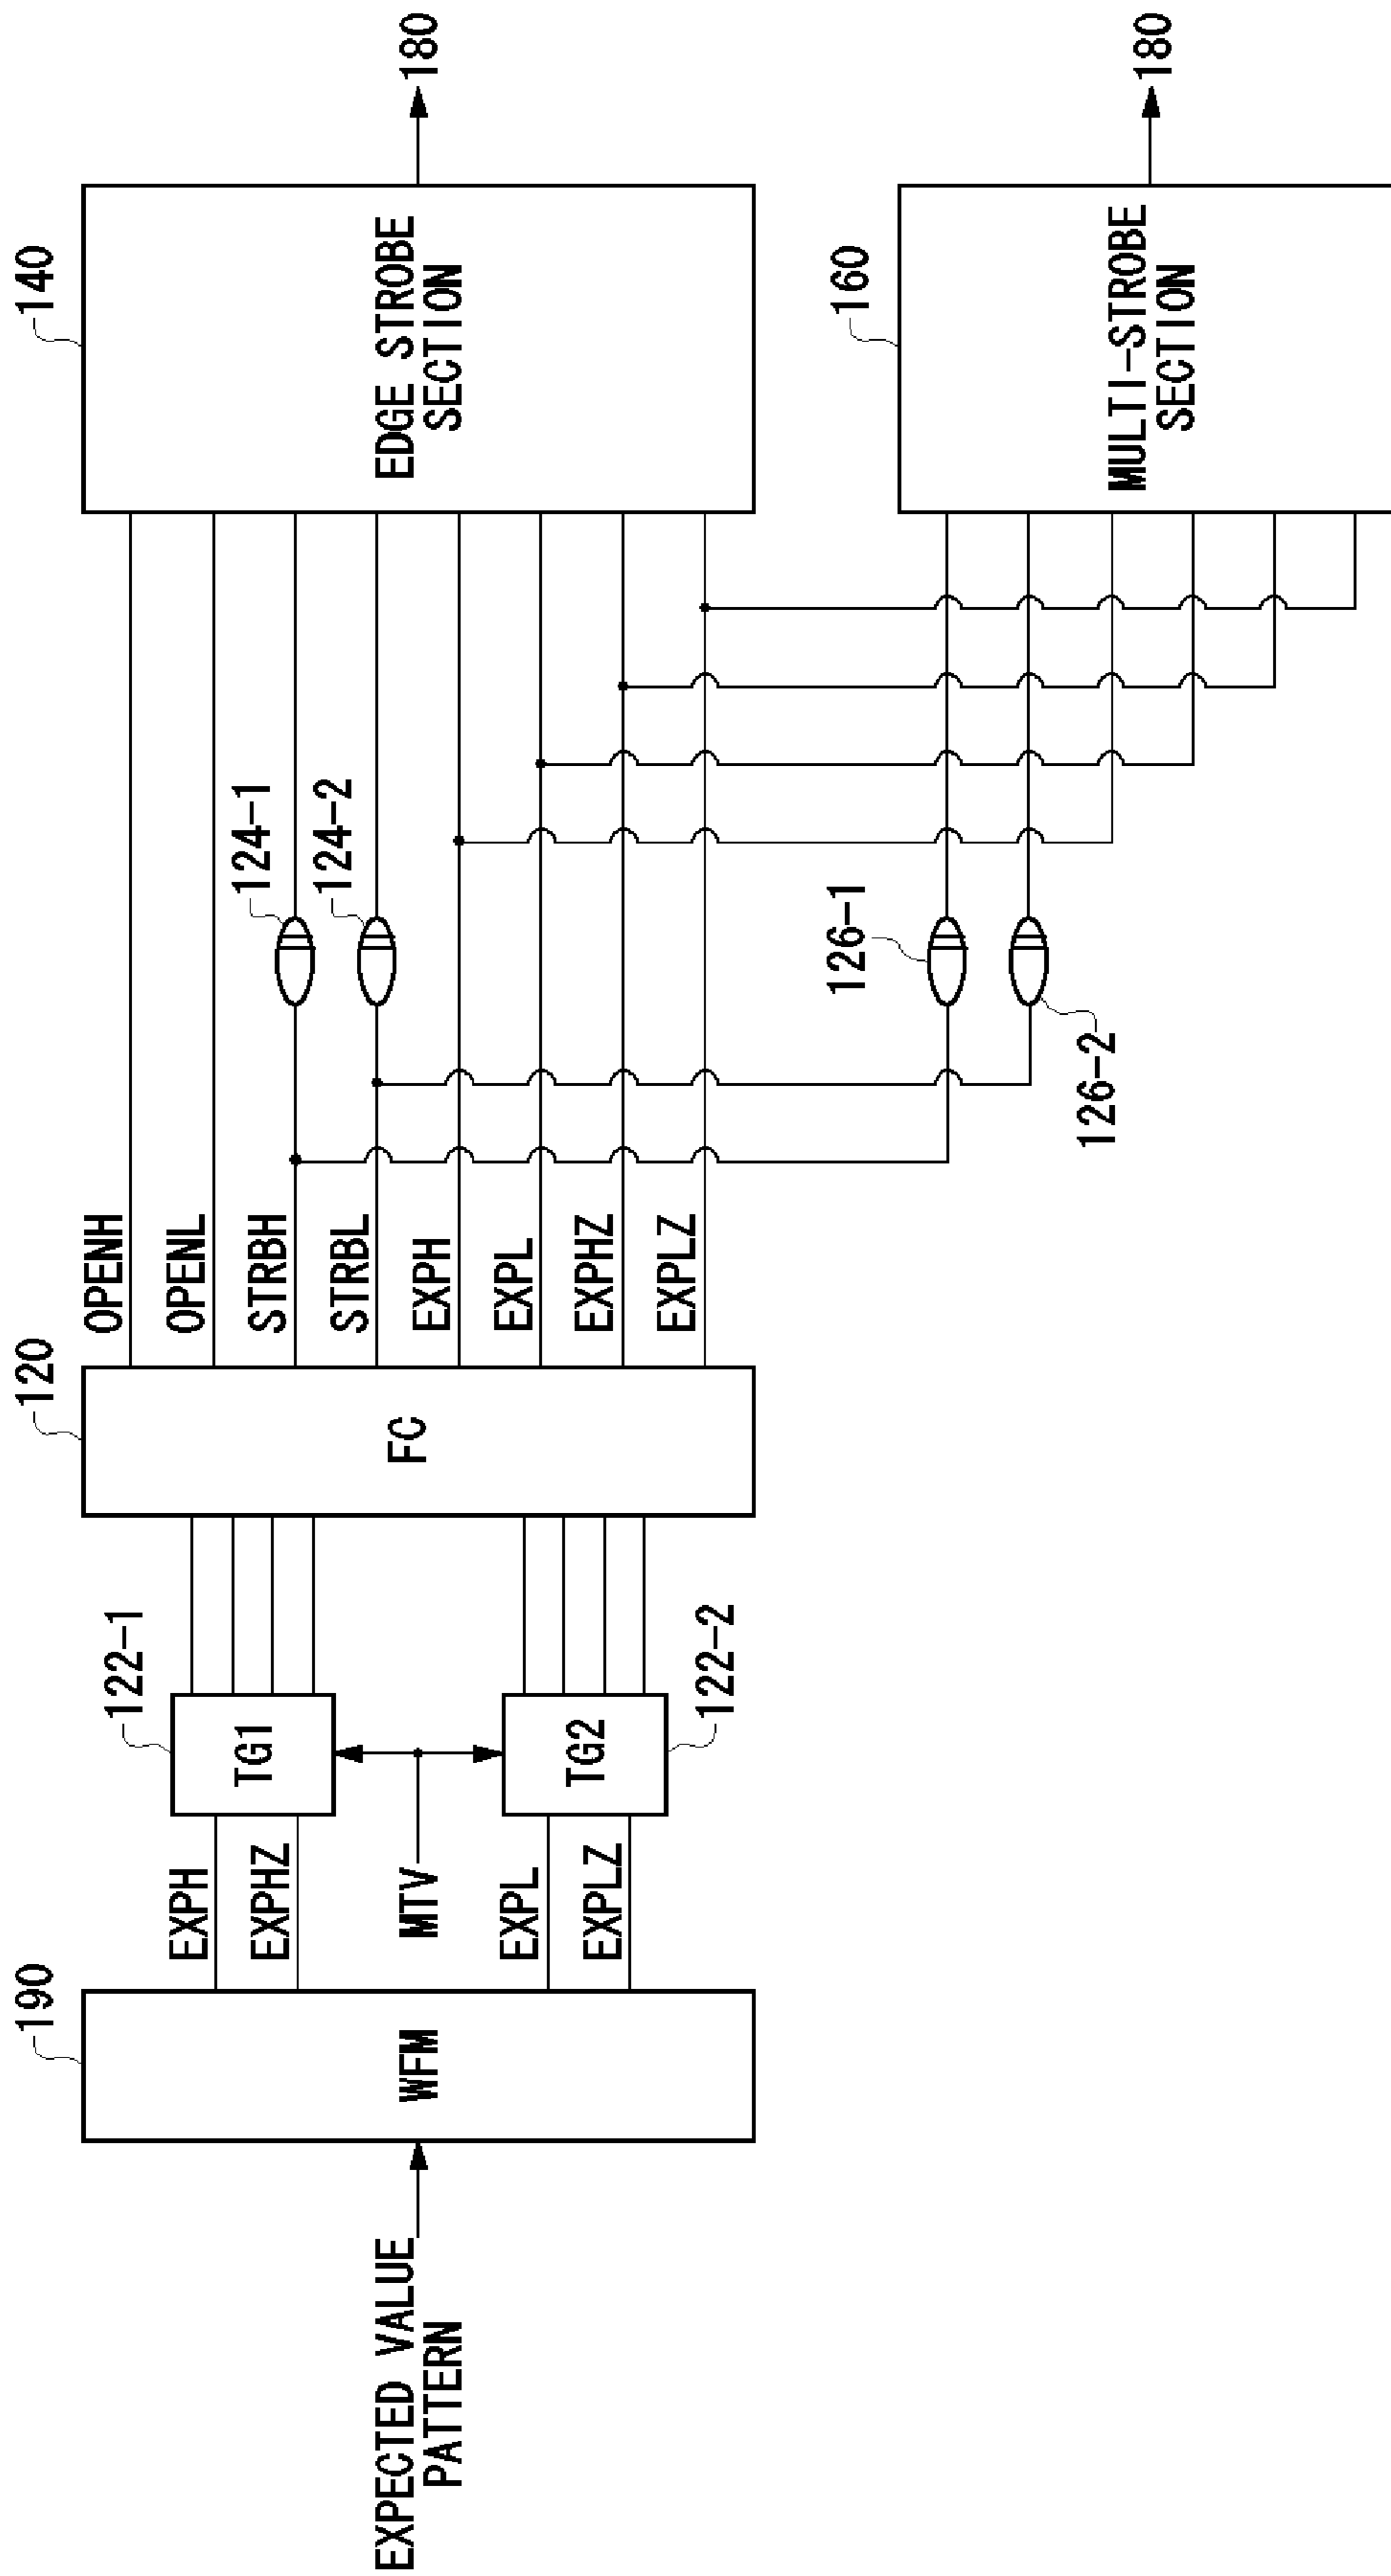 EXPECTED VALUE
PATTERN
190
WFM
EXPH
EXPHZ
MTV
EXPL
EXPLZ
122-1
TG1
TG2
122-2
120
FC
OPENH
OPENL
STRBH
STRBL
EXPH
EXPL
EXPHZ
EXPLZ
124-1
124-2
126-1
126-2
140
EDGE STROBE
SECTION
180
160
MULTI-STROBE
SECTION
180